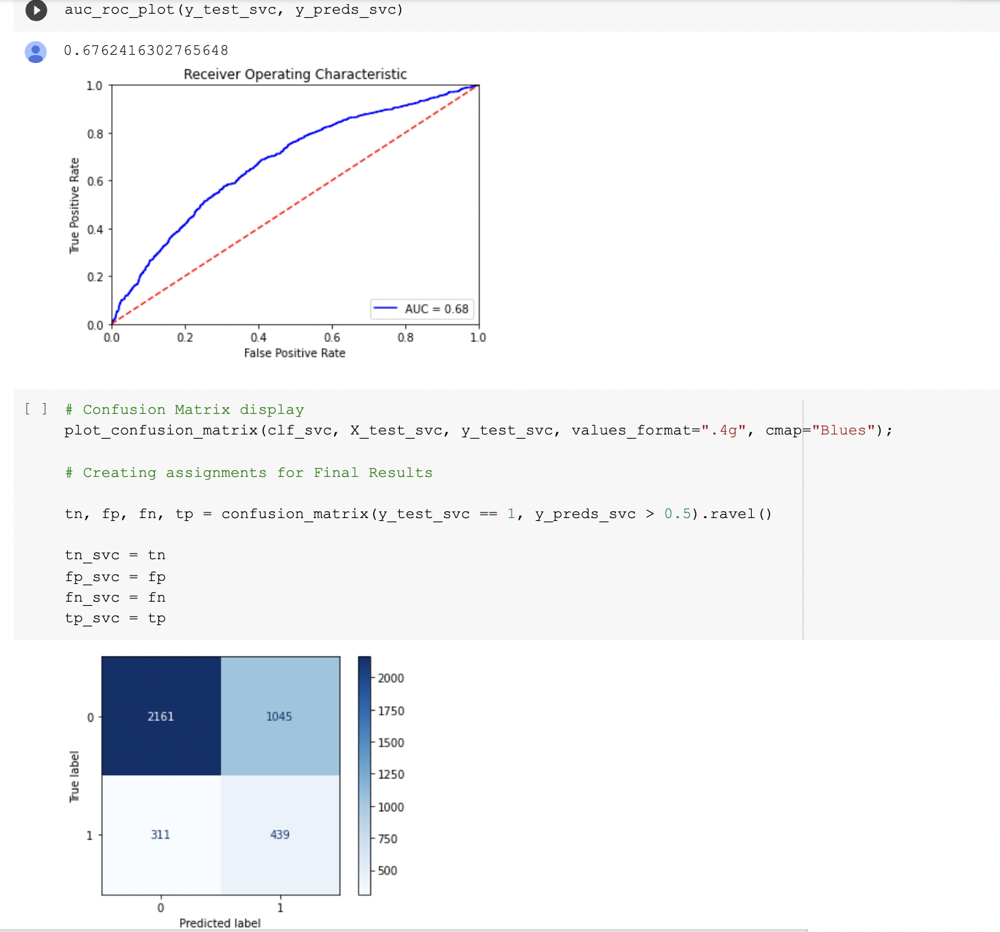 auc_roc_plot(y_test_svc, y_preds_svc)
0.6762416302765648
Receiver Operating Characteristic
1.0
0.8
0.6
0.4
0.2
0.0
True Positive Rate
AUC = 0.68
0.0 0.2 0.4 0.6 0.8 1.0
False Positive Rate
[ ] # Confusion Matrix display
plot_confusion_matrix(clf_svc, X_test_svc, y_test_svc, values_format=".4g", cmap="Blues");
# Creating assignments for Final Results
tn, fp, fn, tp = confusion_matrix(y_test_svc == 1, y_preds_svc > 0.5).ravel()
tn_svc = tn
fp_svc = fp
fn_svc = fn
tp_svc = tp
True label
0
1
2161 1045
311 439
2000
1750
1500
1250
1000
750
500
0 1
Predicted label